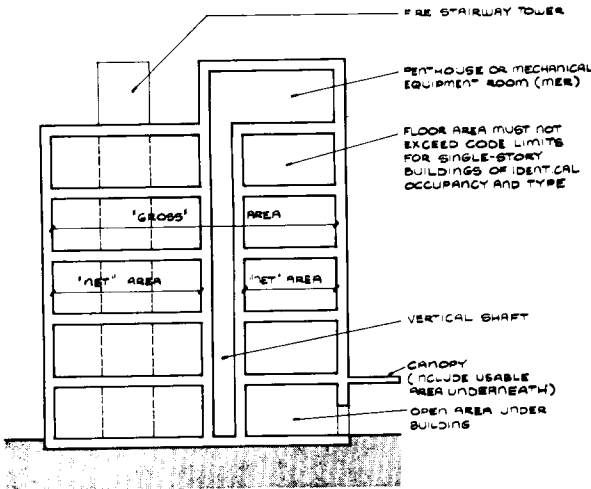 FIRE STAIRWAY TOWER
PENTHOUSE OR MECHANICAL
EQUIPMENT ROOM (MER)
FLOOR AREA MUST NOT
EXCEED CODE LIMITS
FOR SINGLE-STORY
BUILDINGS OF IDENTICAL
OCCUPANCY AND TYPE
"GROSS" AREA
"NET" AREA "NET" AREA
VERTICAL SHAFT
CANOPY
(INCLUDE USABLE
AREA UNDERNEATH)
OPEN AREA UNDER
BUILDING